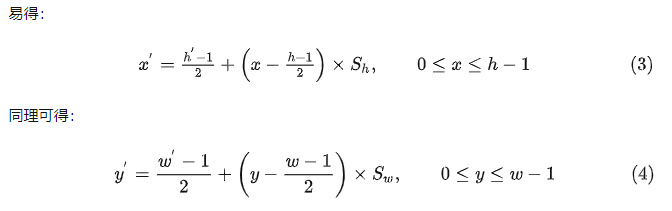 易得：
x' = (h' − 1)/2 + (x − (h − 1)/2) × S_h,    0 ≤ x ≤ h − 1    (3)
同理可得：
y' = (w' − 1)/2 + (y − (w − 1)/2) × S_w,    0 ≤ y ≤ w − 1    (4)